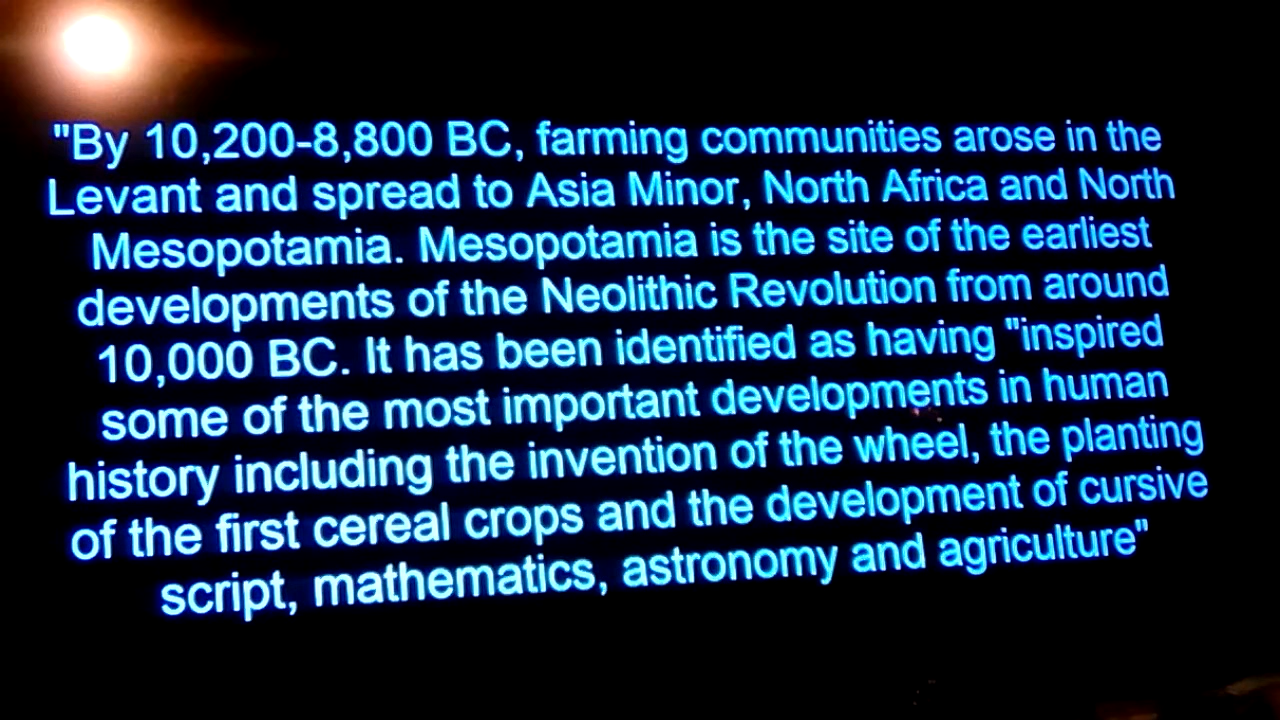 "By 10,200-8,800 BC, farming communities arose in the
Levant and spread to Asia Minor, North Africa and North
Mesopotamia. Mesopotamia is the site of the earliest
developments of the Neolithic Revolution from around
10,000 BC. It has been identified as having "inspired
some of the most important developments in human
history including the invention of the wheel, the planting
of the first cereal crops and the development of cursive
script, mathematics, astronomy and agriculture"